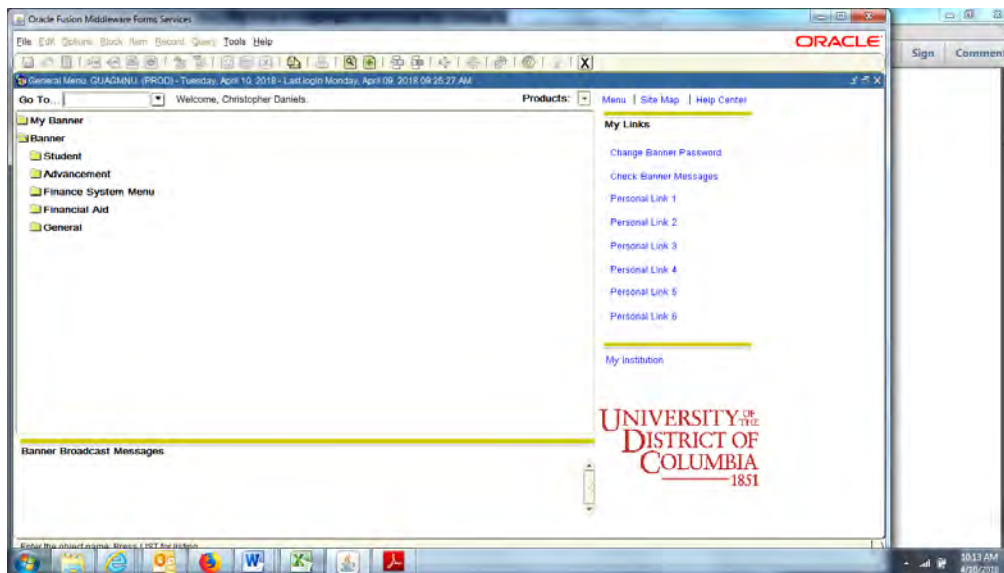 Oracle Fusion Middleware Forms Services
File Edit Options Block Item Record Query Tools Help
ORACLE
Sign Comment
General Menu GUAGMNU (PROD) - Tuesday, April 10, 2018 - Last login Monday, April 09, 2018 09:25:27 AM
Go To... Welcome, Christopher Daniels. Products: Menu | Site Map | Help Center
My Banner
Banner
Student
Advancement
Finance System Menu
Financial Aid
General
My Links
Change Banner Password
Check Banner Messages
Personal Link 1
Personal Link 2
Personal Link 3
Personal Link 4
Personal Link 5
Personal Link 6
My Institution
UNIVERSITY OF THE
DISTRICT OF
COLUMBIA
1851
Banner Broadcast Messages
Enter the object name. Press LIST for listing.
10:13 AM
4/10/2018